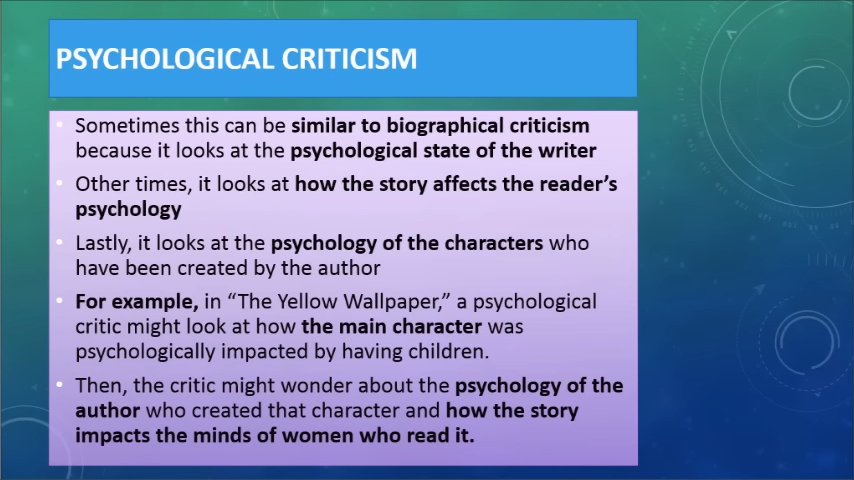 PSYCHOLOGICAL CRITICISM
• Sometimes this can be similar to biographical criticism
because it looks at the psychological state of the writer
• Other times, it looks at how the story affects the reader’s
psychology
• Lastly, it looks at the psychology of the characters who
have been created by the author
• For example, in “The Yellow Wallpaper,” a psychological
critic might look at how the main character was
psychologically impacted by having children.
• Then, the critic might wonder about the psychology of the
author who created that character and how the story
impacts the minds of women who read it.